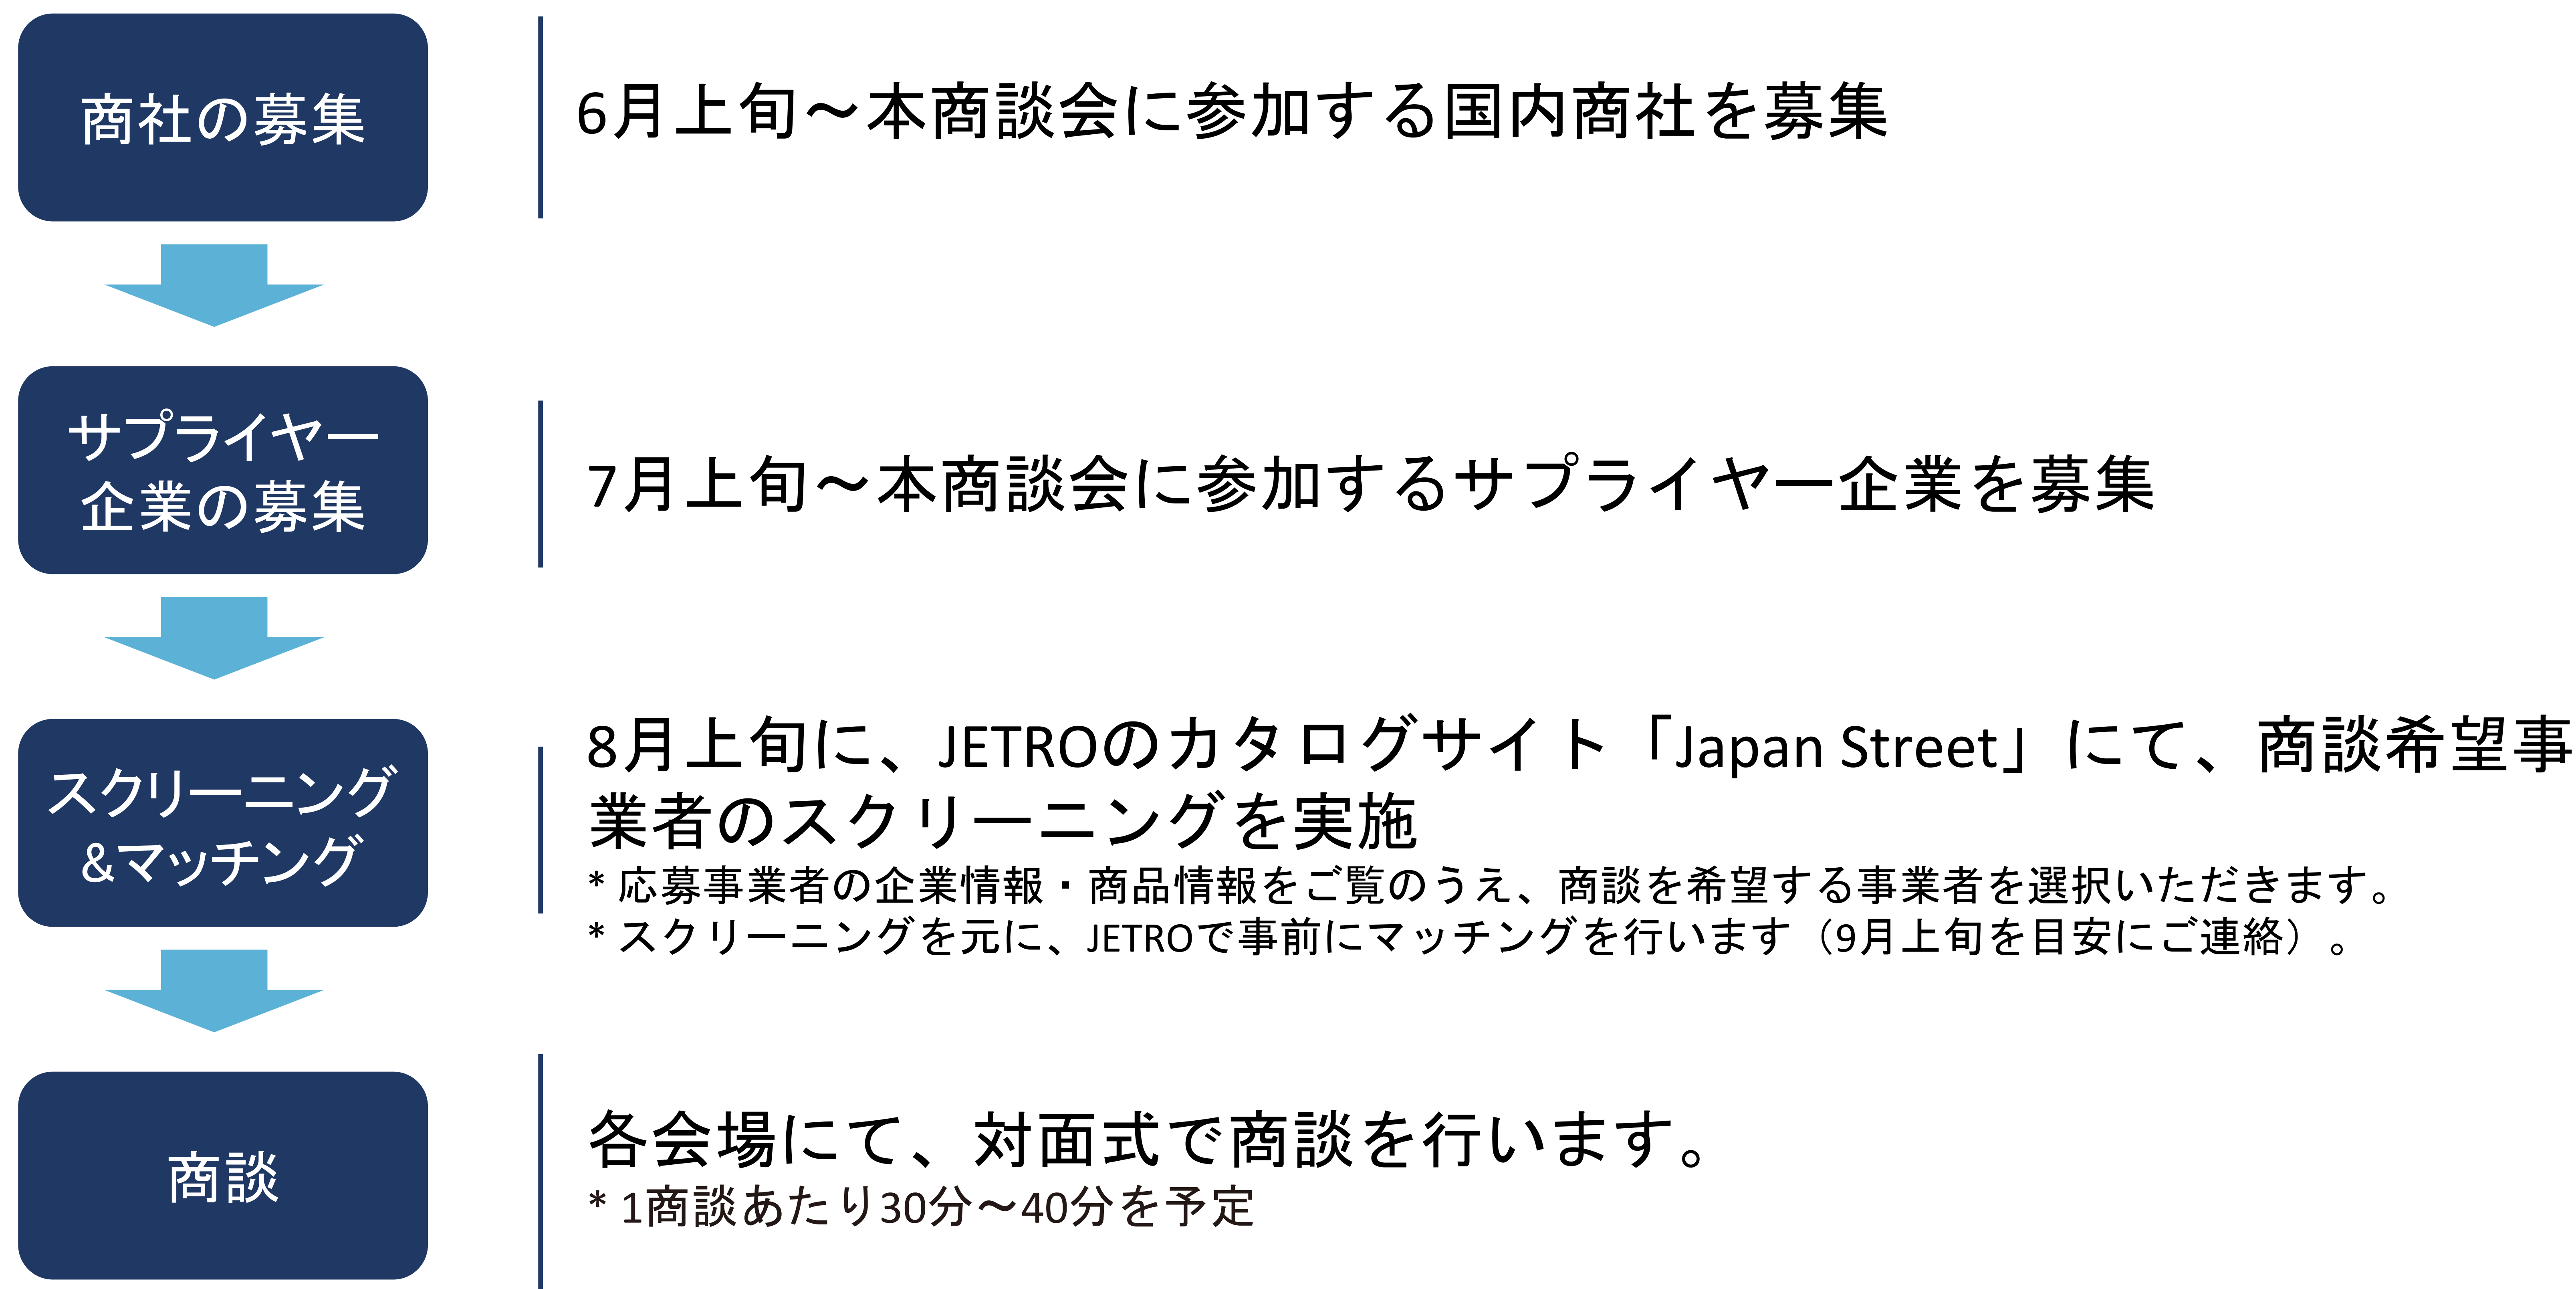 商社の募集
6月上旬～本商談会に参加する国内商社を募集
サプライヤー
企業の募集
7月上旬～本商談会に参加するサプライヤー企業を募集
スクリーニング
&マッチング
8月上旬に、JETROのカタログサイト「Japan Street」にて、商談希望事
業者のスクリーニングを実施
* 応募事業者の企業情報・商品情報をご覧のうえ、商談を希望する事業者を選択いただきます。
* スクリーニングを元に、JETROで事前にマッチングを行います（9月上旬を目安にご連絡）。
商談
各会場にて、対面式で商談を行います。
* 1商談あたり30分～40分を予定